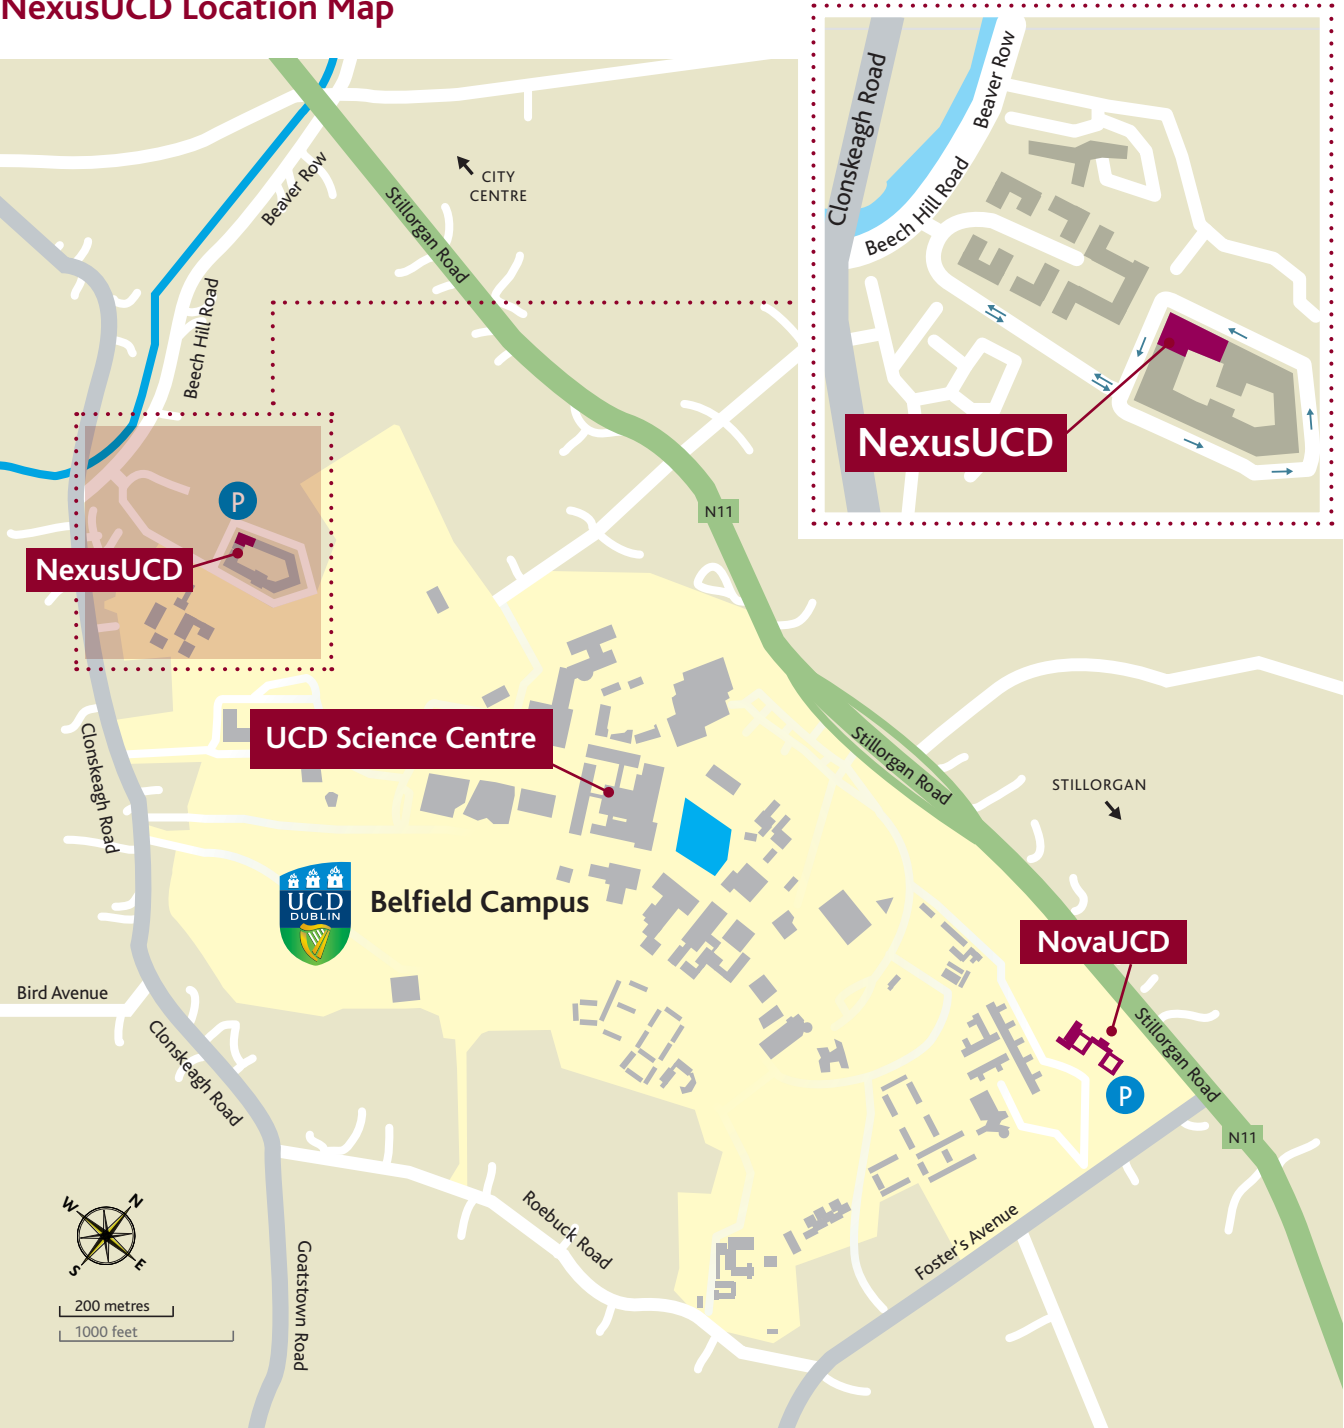 NexusUCD Location Map
Clonskeagh Road
Beaver Row
Beech Hill Road
NexusUCD
Beaver Row
CITY
CENTRE
Stillorgan Road
Beech Hill Road
N11
P
NexusUCD
UCD Science Centre
Clonskeagh Road
Stillorgan Road
STILLORGAN
UCD
DUBLIN
Belfield Campus
NovaUCD
Bird Avenue
Clonskeagh Road
Stillorgan Road
P
N11
W
N
S
E
Roebuck Road
Foster's Avenue
Goatstown Road
200 metres
1000 feet